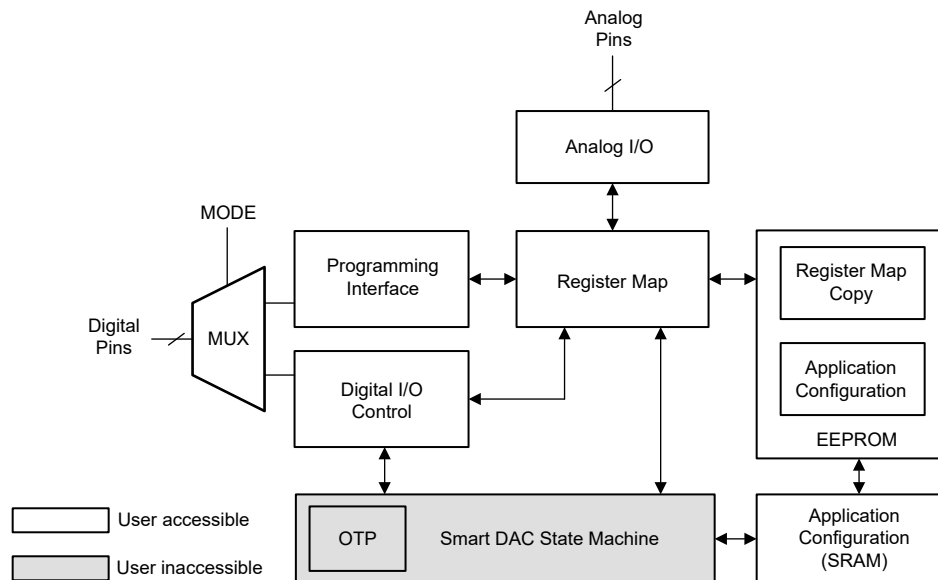 Analog
Pins
Analog I/O
MODE
Programming
Interface
Register Map
Register Map
Copy
Digital
Pins
MUX
Digital I/O
Control
Application
Configuration
EEPROM
User accessible
User inaccessible
OTP
Smart DAC State Machine
Application
Configuration
(SRAM)